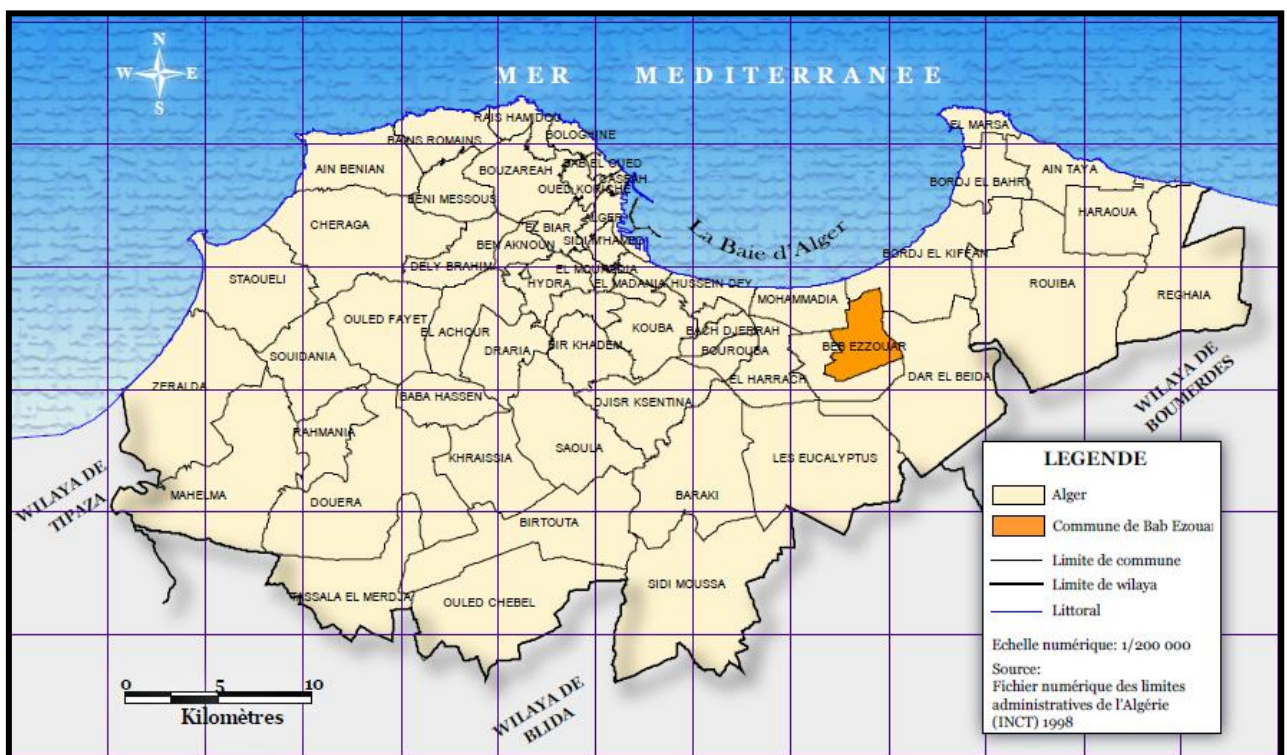 N
W E
S
MER MEDITERRANEE
RAIS HAMIDOU
EL MARSA
BAINS ROMAINS
BOLOGHINE
AIN BENIAN
BOUZAREAH
BAB EL OUED
AIN TAYA
CASBAH
BORDJ EL BAHRI
OUED KORICHE
BENI MESSOUS
HARAOUA
CHERAGA
ALGER
EL BIAR
La Baie d'Alger
BEN AKNOUN
SIDI M'HAMED
BORDJ EL KIFFAN
DELY BRAHIM
EL MOURADIA
STAOUELI
HYDRA
EL MADANIA
HUSSEIN DEY
ROUIBA
REGHAIA
MOHAMMADIA
OULED FAYET
EL ACHOUR
KOUBA
BACH DJERRAH
BIR KHADEM
BEB EZZOUAR
DRARIA
BOUROUBA
SOUIDANIA
DAR EL BEIDA
ZERALDA
EL HARRACH
WILAYA DE
BOUMERDES
BABA HASSEN
DJISR KSENTINA
RAHMANIA
SAOULA
KHRAISSIA
LES EUCALYPTUS
WILAYA DE
TIPAZA
MAHELMA
DOUERA
BARAKI
BIRTOUTA
SIDI MOUSSA
TASSALA EL MERDJA
OULED CHEBEL
WILAYA DE
BLIDA
0 5 10
Kilomètres
LEGENDE
Alger
Commune de Bab Ezouar
Limite de commune
Limite de wilaya
Littoral
Echelle numérique: 1/200 000
Source:
Fichier numérique des limites
administratives de l'Algérie
(INCT) 1998